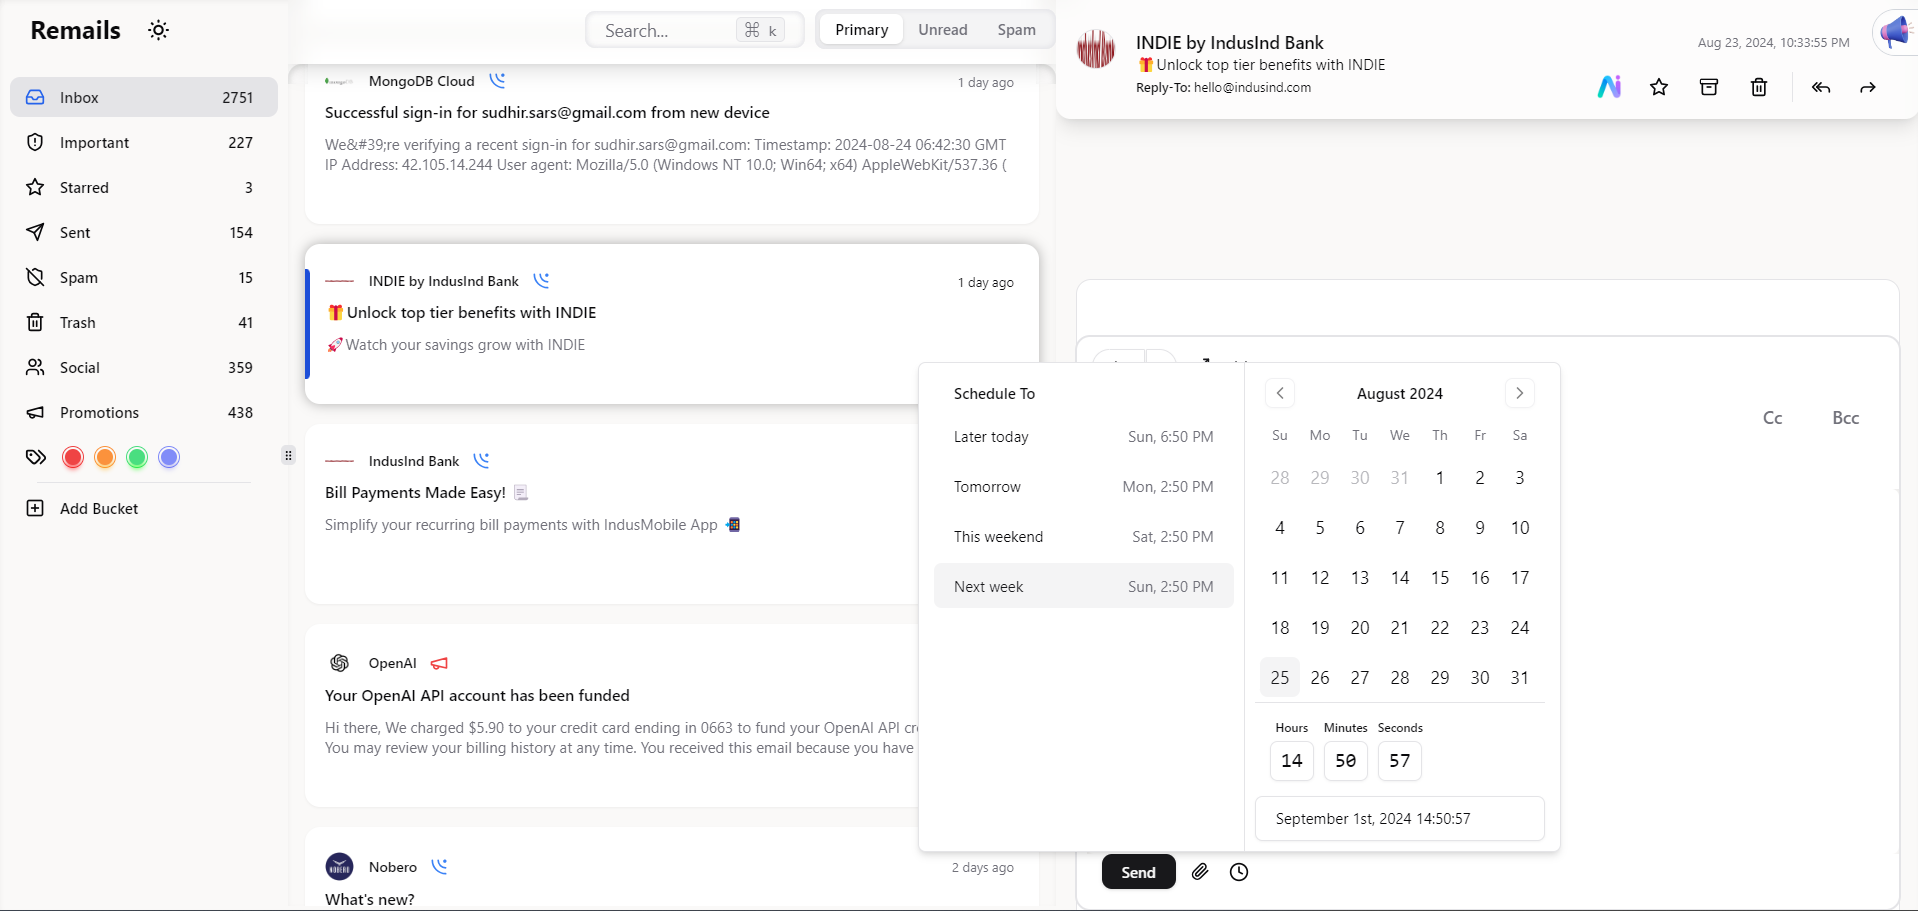 Remails
Inbox 2751
Important 227
Starred 3
Sent 154
Spam 15
Trash 41
Social 359
Promotions 438
Add Bucket
Search... ⌘ k
Primary Unread Spam
MongoDB Cloud 1 day ago
Successful sign-in for sudhir.sars@gmail.com from new device
We&#39;re verifying a recent sign-in for sudhir.sars@gmail.com: Timestamp: 2024-08-24 06:42:30 GMT
IP Address: 42.105.14.244 User agent: Mozilla/5.0 (Windows NT 10.0; Win64; x64) AppleWebKit/537.36 (
INDIE by IndusInd Bank 1 day ago
🎁Unlock top tier benefits with INDIE
🚀Watch your savings grow with INDIE
IndusInd Bank
Bill Payments Made Easy! 📃
Simplify your recurring bill payments with IndusMobile App 📲
OpenAI
Your OpenAI API account has been funded
Hi there, We charged $5.90 to your credit card ending in 0663 to fund your OpenAI API cre
You may review your billing history at any time. You received this email because you have
NOBERO
Nobero 2 days ago
What's new?
INDIE by IndusInd Bank
🎁Unlock top tier benefits with INDIE
Reply-To: hello@indusind.com
Aug 23, 2024, 10:33:55 PM
Cc Bcc
Schedule To
Later today Sun, 6:50 PM
Tomorrow Mon, 2:50 PM
This weekend Sat, 2:50 PM
Next week Sun, 2:50 PM
August 2024
Su Mo Tu We Th Fr Sa
28 29 30 31 1 2 3
4 5 6 7 8 9 10
11 12 13 14 15 16 17
18 19 20 21 22 23 24
25 26 27 28 29 30 31
Hours Minutes Seconds
14 50 57
September 1st, 2024 14:50:57
Send